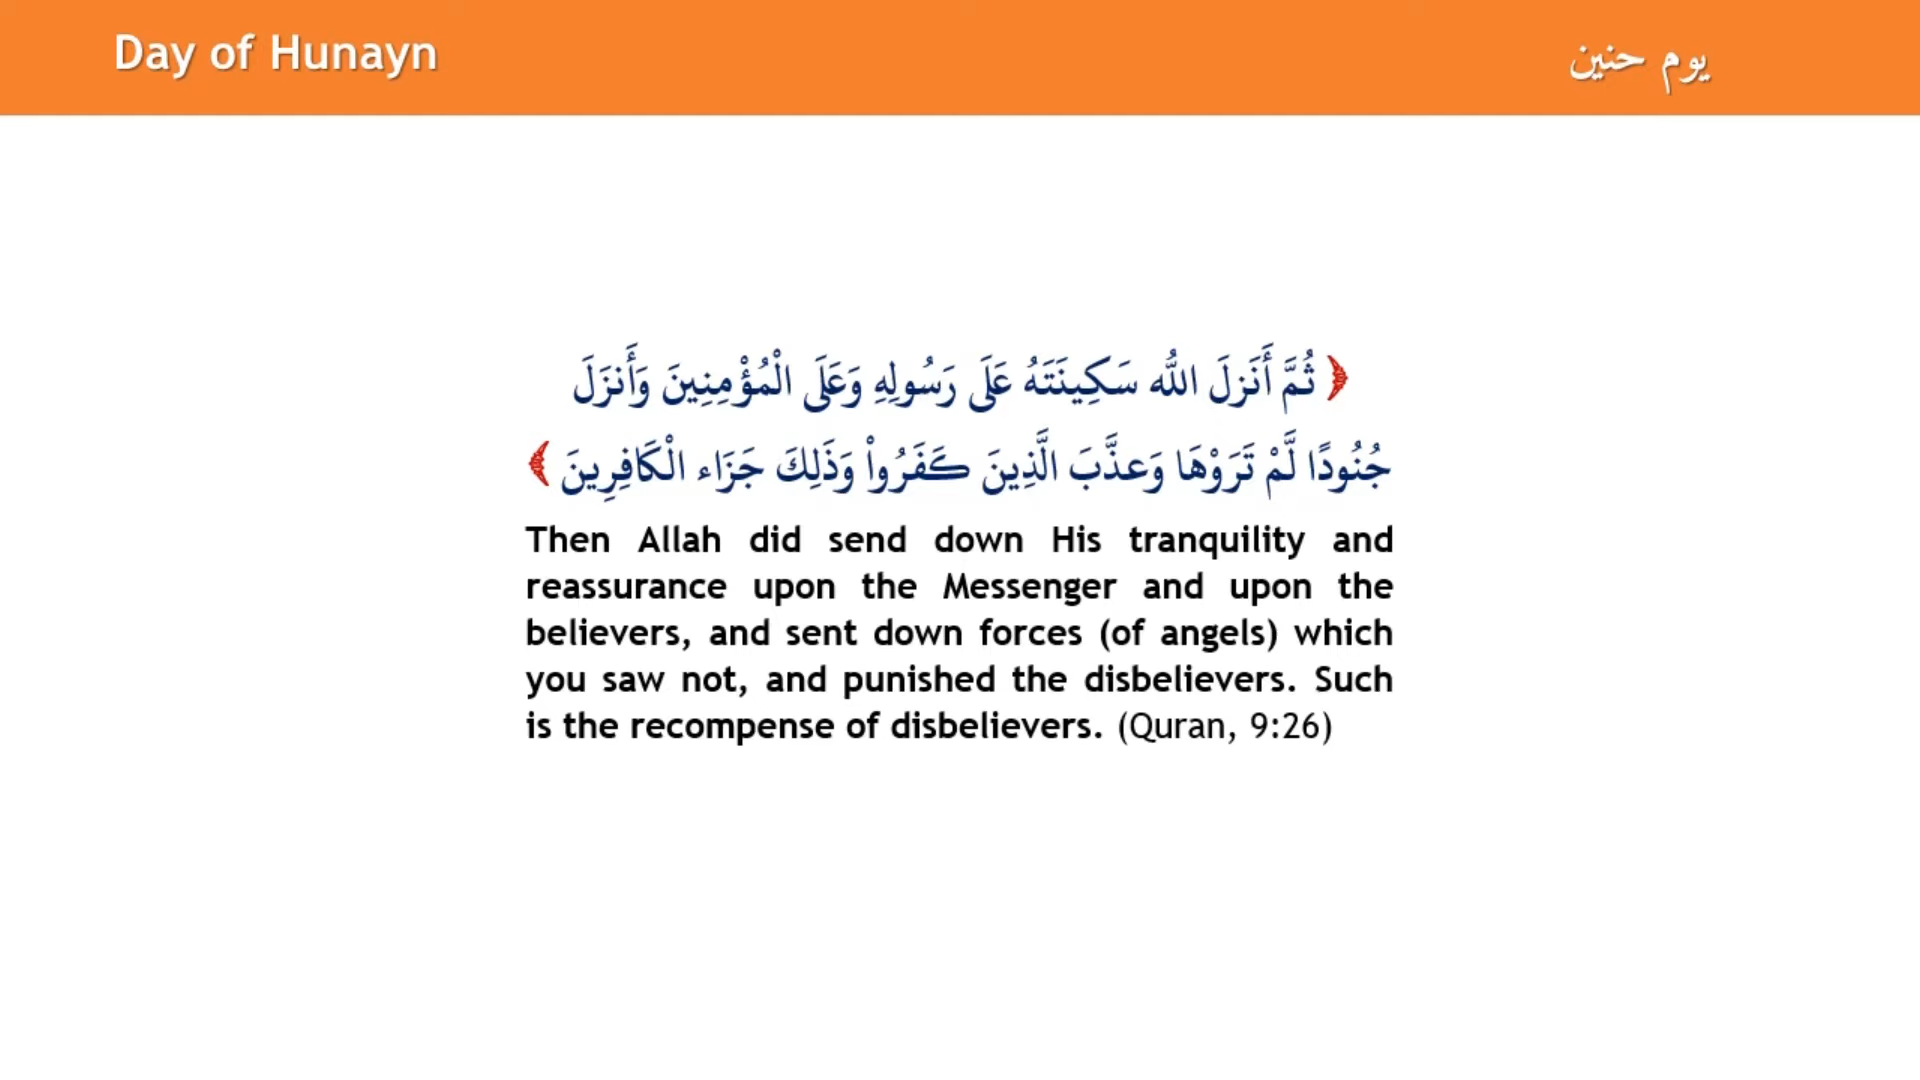 Day of Hunayn
يوم حنين
﴿ ثُمَّ أَنَزلَ اللّٰه سَكِينَتَهُ عَلَى رَسُولِهِ وَعَلَى الْمُؤْمِنِينَ وَأَنزَلَ
جُنُودًا لَّمْ تَرَوْهَا وَعذَّبَ الَّذِينَ كَفَرُواْ وَذَلِكَ جَزَاء الْكَافِرِينَ ﴾
Then Allah did send down His tranquility and
reassurance upon the Messenger and upon the
believers, and sent down forces (of angels) which
you saw not, and punished the disbelievers. Such
is the recompense of disbelievers. (Quran, 9:26)